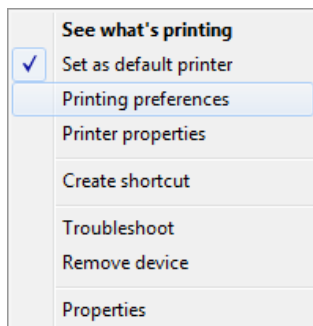 See what's printing
Set as default printer
Printing preferences
Printer properties
Create shortcut
Troubleshoot
Remove device
Properties